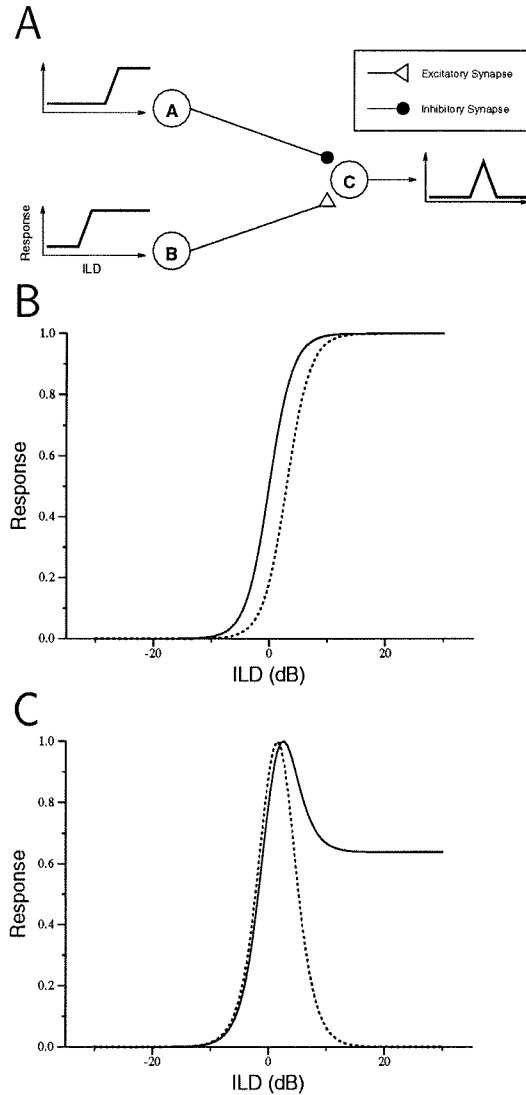 A
A
Excitatory Synapse
Inhibitory Synapse
C
Response
B
ILD
B
1.0
0.8
0.6
0.4
0.2
0.0
Response
-20
0
20
ILD (dB)
C
1.0
0.8
0.6
0.4
0.2
0.0
Response
-20
0
20
ILD (dB)